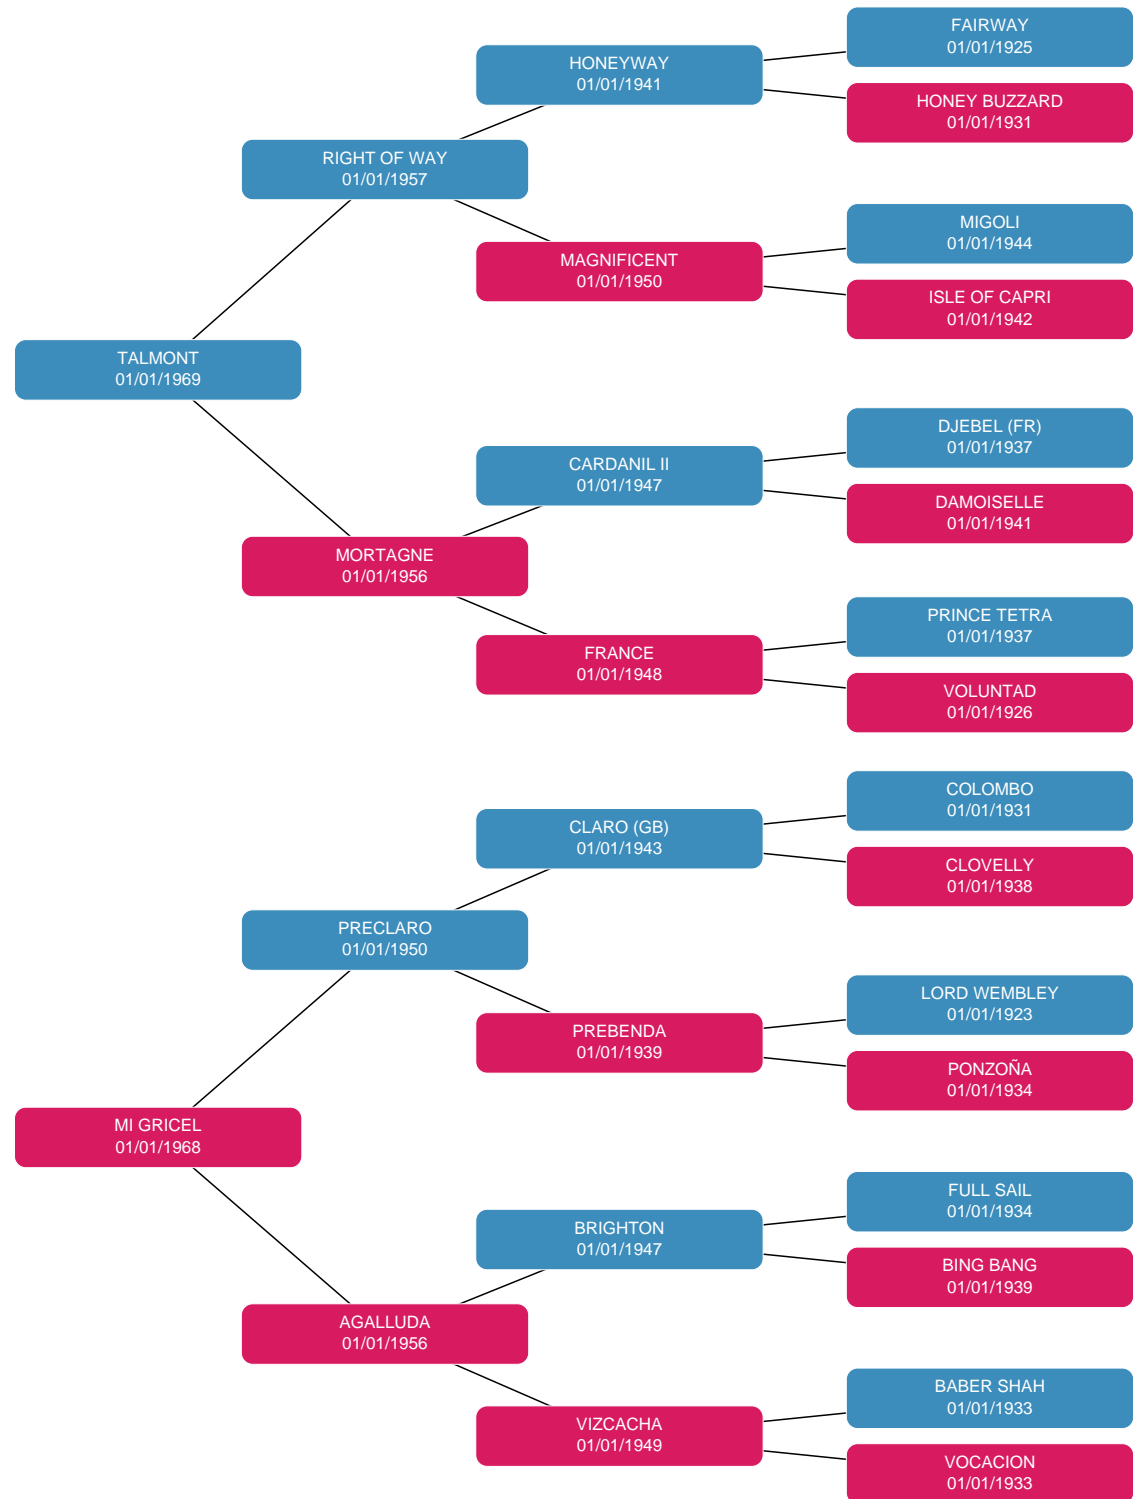 FAIRWAY
01/01/1925
HONEYWAY
01/01/1941
HONEY BUZZARD
01/01/1931
RIGHT OF WAY
01/01/1957
MIGOLI
01/01/1944
MAGNIFICENT
01/01/1950
ISLE OF CAPRI
01/01/1942
TALMONT
01/01/1969
DJEBEL (FR)
01/01/1937
CARDANIL II
01/01/1947
DAMOISELLE
01/01/1941
MORTAGNE
01/01/1956
PRINCE TETRA
01/01/1937
FRANCE
01/01/1948
VOLUNTAD
01/01/1926
COLOMBO
01/01/1931
CLARO (GB)
01/01/1943
CLOVELLY
01/01/1938
PRECLARO
01/01/1950
LORD WEMBLEY
01/01/1923
PREBENDA
01/01/1939
PONZOÑA
01/01/1934
MI GRICEL
01/01/1968
FULL SAIL
01/01/1934
BRIGHTON
01/01/1947
BING BANG
01/01/1939
AGALLUDA
01/01/1956
BABER SHAH
01/01/1933
VIZCACHA
01/01/1949
VOCACION
01/01/1933